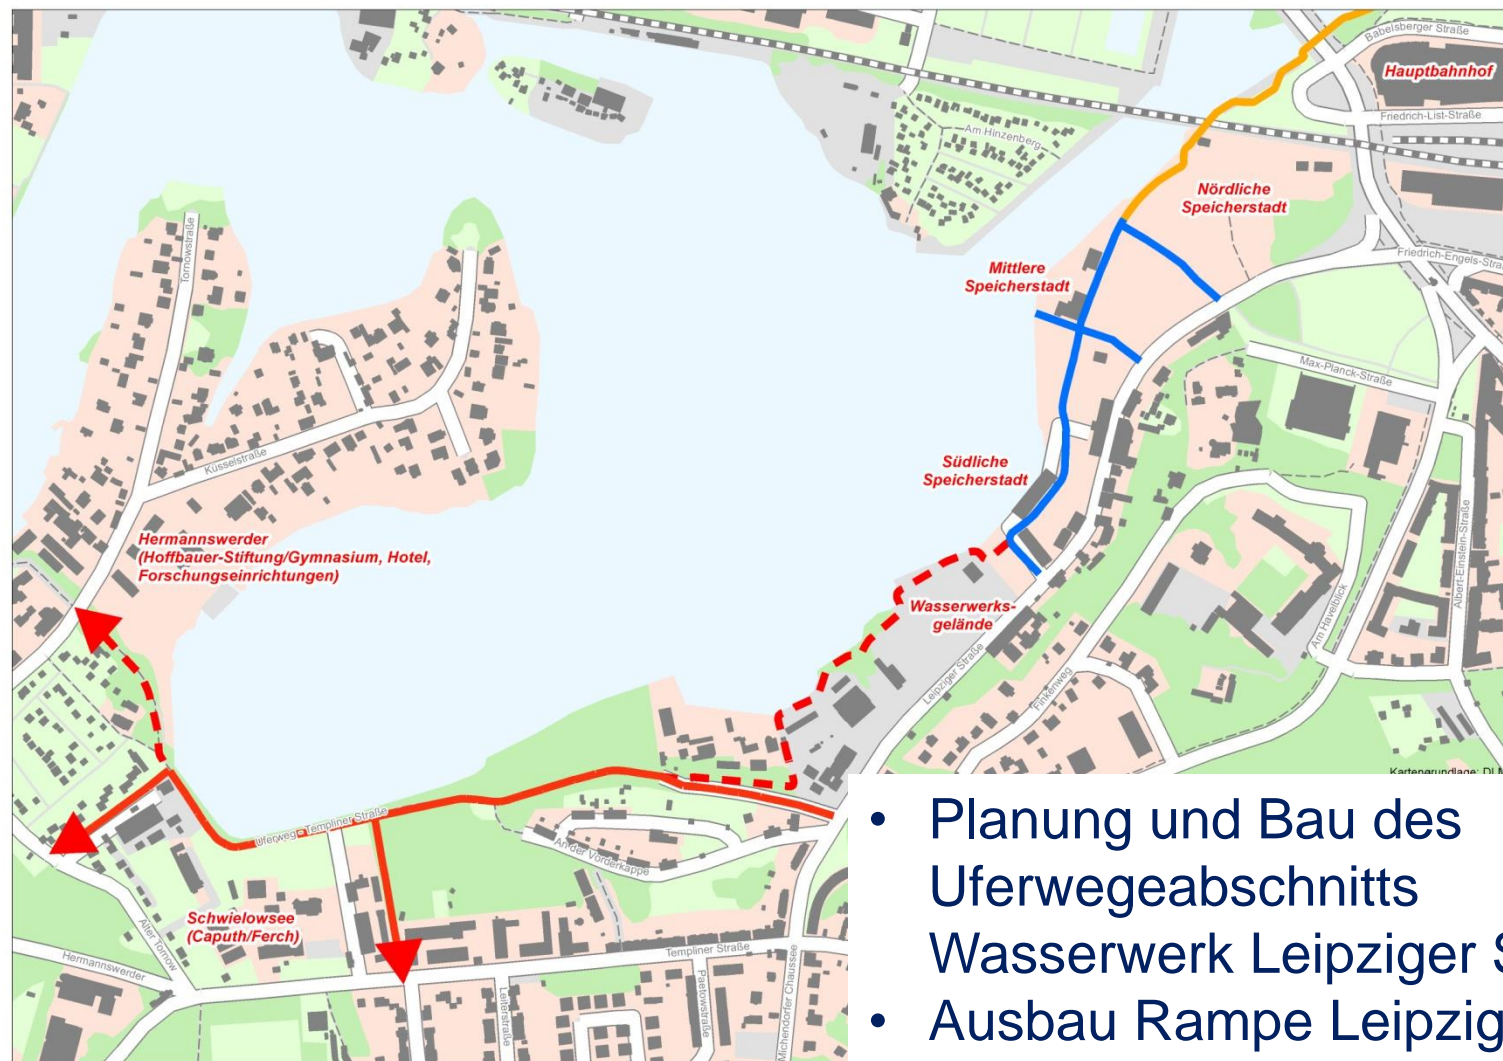 Babelsberger Straße
Hauptbahnhof
Friedrich-List-Straße
Am Hinzenberg
Nördliche
Speicherstadt
Tornowstraße
Friedrich-Engels-Stra
Mittlere
Speicherstadt
Max-Planck-Straße
Küsselstraße
Südliche
Speicherstadt
Hermannswerder
(Hoffbauer-Stiftung/Gymnasium, Hotel,
Forschungseinrichtungen)
Albert-Einstein-Straße
Am Havelblick
Wasserwerks-
gelände
Leipziger Straße
Finkenweg
Kartengrundlage: DLM
Uferweg - Templiner Straße
An der Vorderkappe
Schwielowsee
(Caputh/Ferch)
Alter Tornow
Hermannswerder
Templiner Straße
Leiterstraße
Paetowstraße
Michendorfer Chaussee
• Planung und Bau des
Uferwegeabschnitts
Wasserwerk Leipziger S
• Ausbau Rampe Leipzig